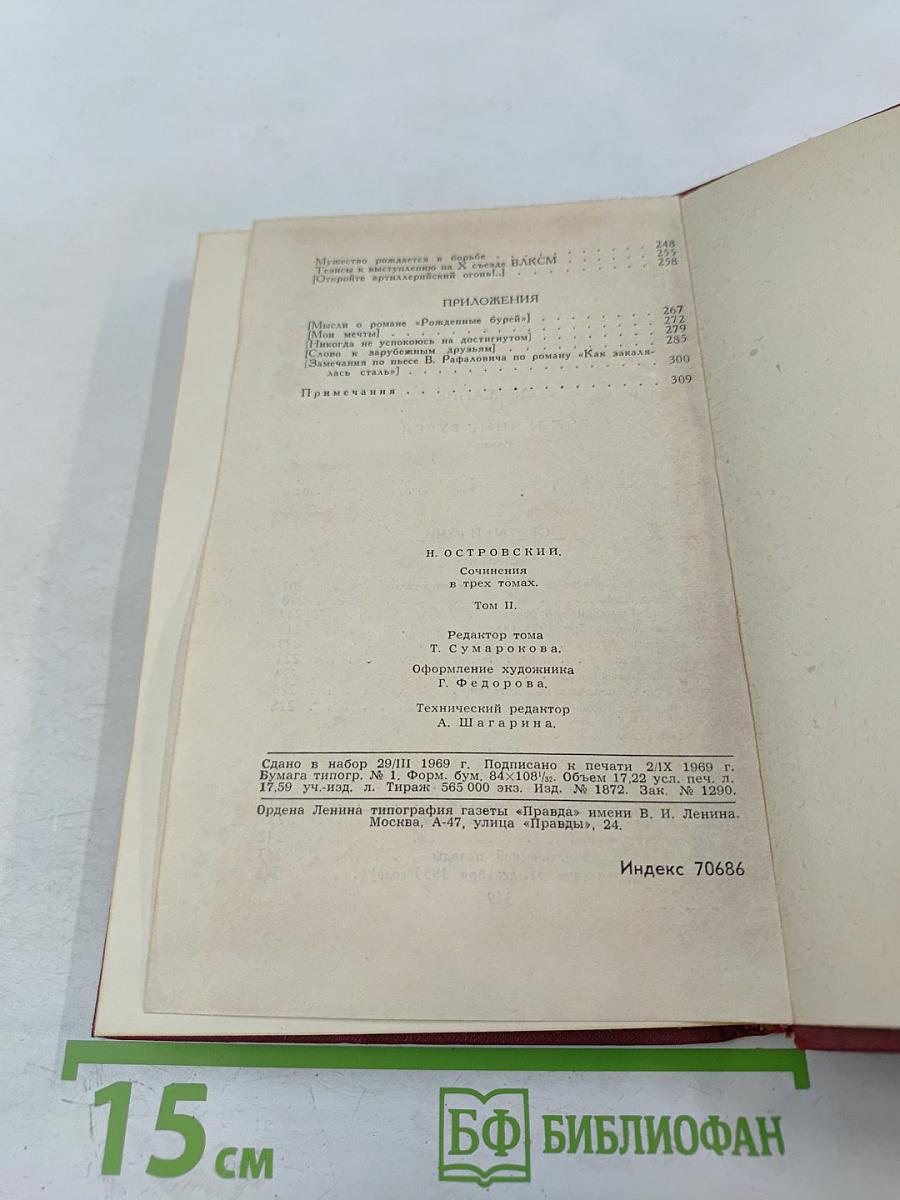 Мужество рождается в борьбе . . . . . . . . . . 248
Тезисы к выступлению на X съезде ВЛКСМ . . . . . 255
[Откройте артиллерийский огонь!..] . . . . . . . . 258
ПРИЛОЖЕНИЯ
[Мысли о романе «Рожденные бурей»] . . . . . . . 267
[Мои мечты] . . . . . . . . . . . . . . . 272
[Никогда не успокоюсь на достигнутом] . . . . . . . 279
[Слово к зарубежным друзьям] . . . . . . . . . 285
[Замечания по пьесе В. Рафаловича по роману «Как закаля-
лась сталь»] . . . . . . . . . . . . . . 300
Примечания . . . . . . . . . . . . . . . 309
Н. ОСТРОВСКИЙ.
Сочинения
в трех томах.
Том II.
Редактор тома
Т. Сумарокова.
Оформление художника
Г. Федорова.
Технический редактор
А. Шагарина.
Сдано в набор 29/III 1969 г. Подписано к печати 2/IX 1969 г.
Бумага типогр. № 1. Форм. бум. 84×108¹/₃₂. Объем 17,22 усл. печ. л.
17,59 уч.-изд. л. Тираж 565 000 экз. Изд. № 1872. Зак. № 1290.
Ордена Ленина типография газеты «Правда» имени В. И. Ленина.
Москва, А-47, улица «Правды», 24.
Индекс 70686
15 см
БФ БИБЛИОФАН